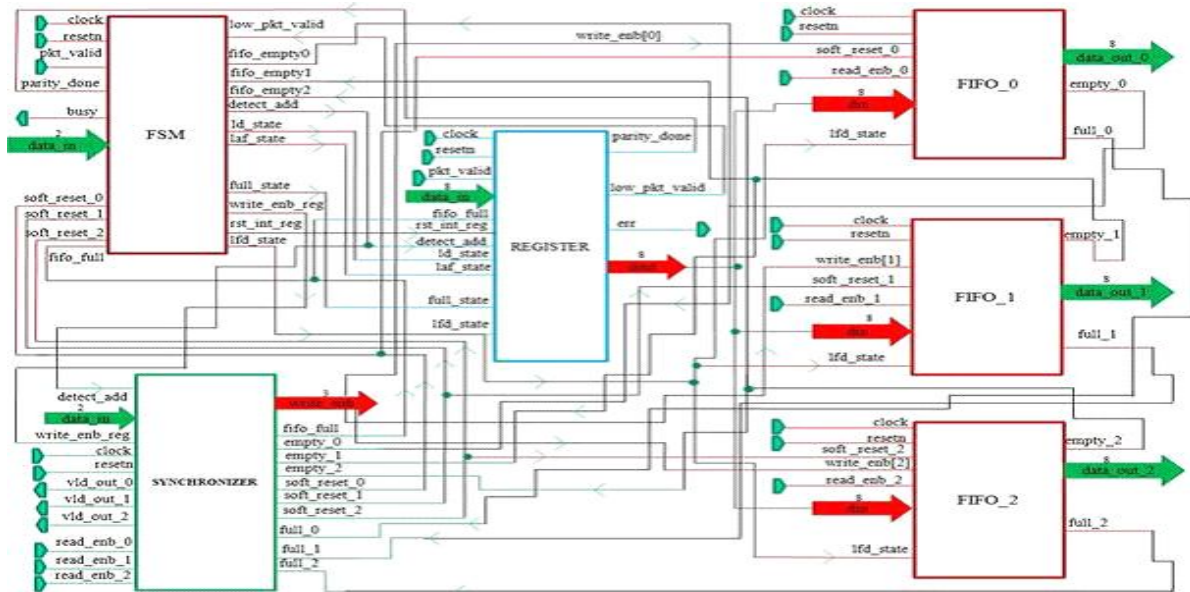 clock
resetn
pkt_valid
parity_done
busy
2
data_in
soft_reset_0
soft_reset_1
soft_reset_2
fifo_full
FSM
low_pkt_valid
fifo_empty0
fifo_empty1
fifo_empty2
detect_add
ld_state
laf_state
full_state
write_enb_reg
rst_int_reg
lfd_state
clock
resetn
pkt_valid
8
data_in
fifo_full
rst_int_reg
detect_add
ld_state
laf_state
full_state
lfd_state
REGISTER
parity_done
low_pkt_valid
err
8
detect_add
2
data_in
write_enb_reg
clock
resetn
vld_out_0
vld_out_1
vld_out_2
read_enb_0
read_enb_1
read_enb_2
SYNCHRONIZER
3
write_enb
fifo_full
empty_0
empty_1
empty_2
soft_reset_0
soft_reset_1
soft_reset_2
full_0
full_1
full_2
clock
resetn
write_enb[0]
soft_reset_0
read_enb_0
8
din
lfd_state
FIFO_0
8
data_out_0
empty_0
full_0
clock
resetn
write_enb[1]
soft_reset_1
read_enb_1
8
din
lfd_state
FIFO_1
empty_1
8
data_out_1
full_1
clock
resetn
soft_reset_2
write_enb[2]
read_enb_2
8
din
lfd_state
FIFO_2
empty_2
8
data_out_2
full_2